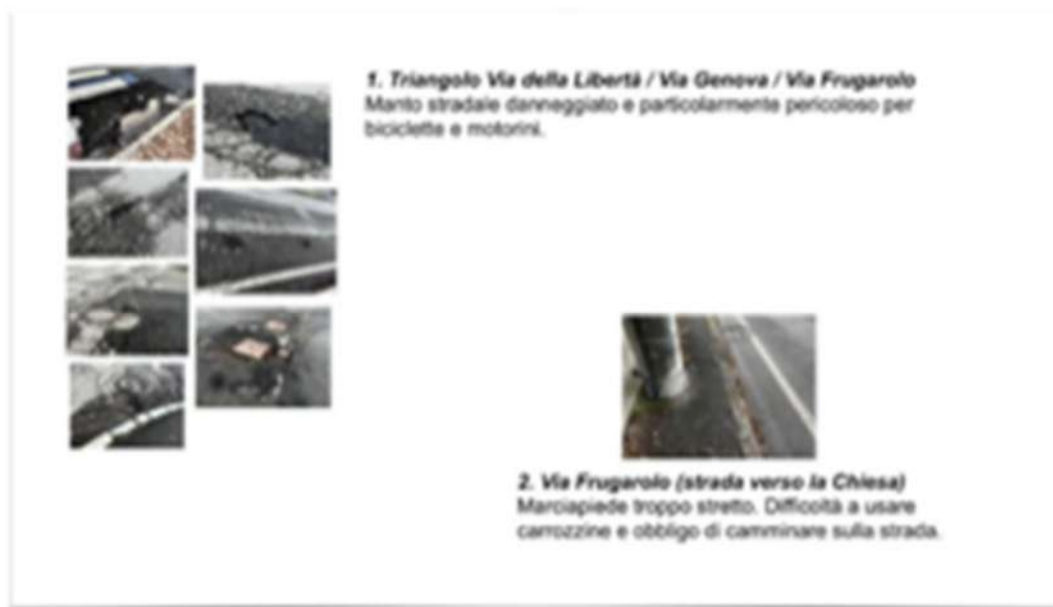 1. Triangolo Via della Libertà / Via Genova / Via Frugarolo
Manto stradale danneggiato e particolarmente pericoloso per
biciclette e motorini.
2. Via Frugarolo (strada verso la Chiesa)
Marciapiede troppo stretto. Difficoltà a usare
carrozzine e obbligo di camminare sulla strada.